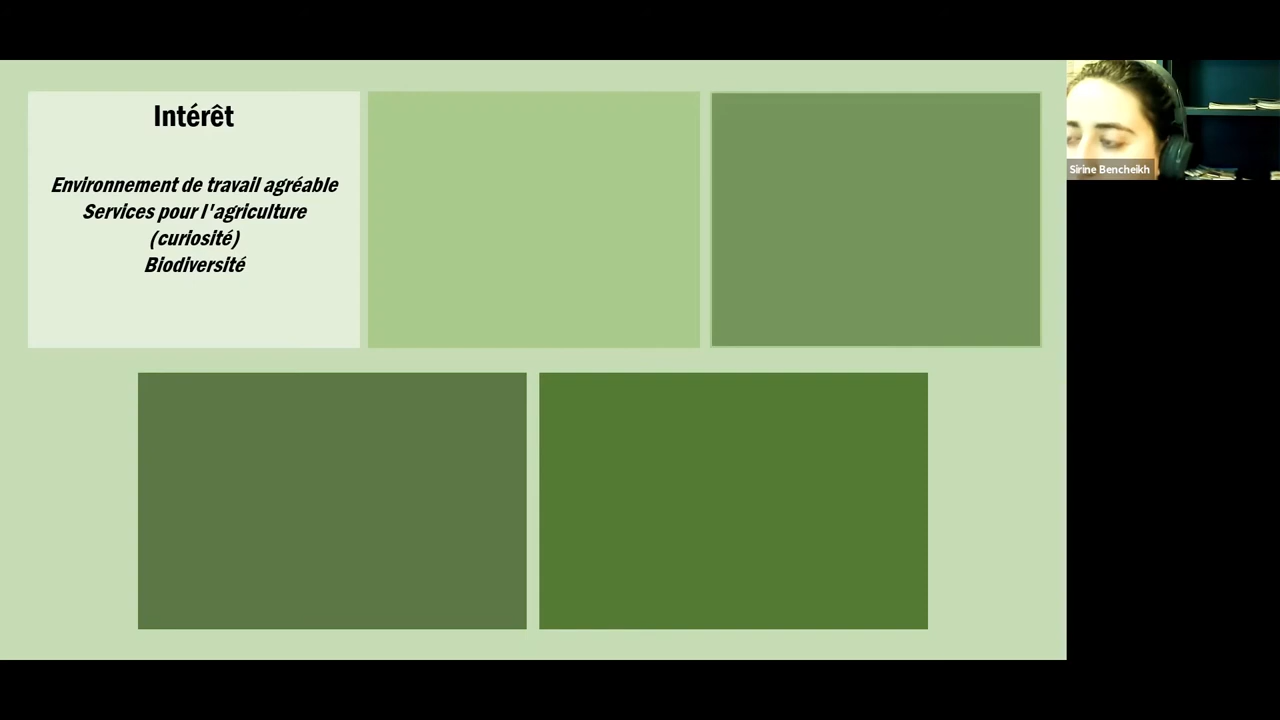 Intérêt
Environnement de travail agréable
Services pour l'agriculture
(curiosité)
Biodiversité
Sirine Bencheikh